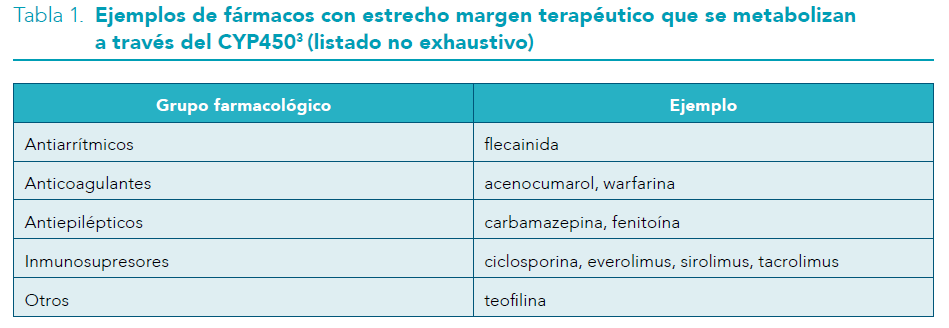 Tabla 1. Ejemplos de fármacos con estrecho margen terapéutico que se metabolizan
a través del CYP450³ (listado no exhaustivo)
Grupo farmacológico Ejemplo
Antiarrítmicos flecainida
Anticoagulantes acenocumarol, warfarina
Antiepilépticos carbamazepina, fenitoína
Inmunosupresores ciclosporina, everolimus, sirolimus, tacrolimus
Otros teofilina